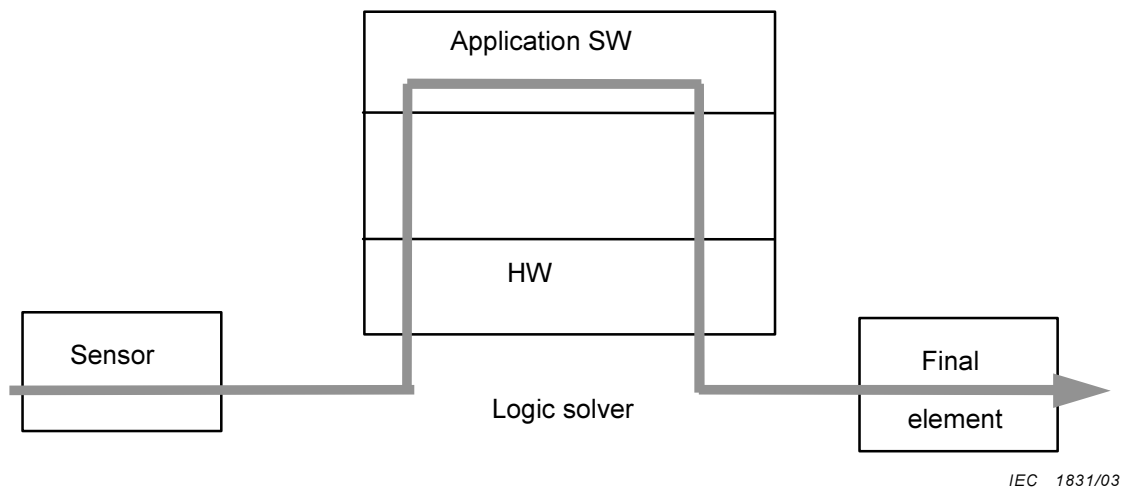 Application SW
HW
Sensor
Final
element
Logic solver
IEC 1831/03